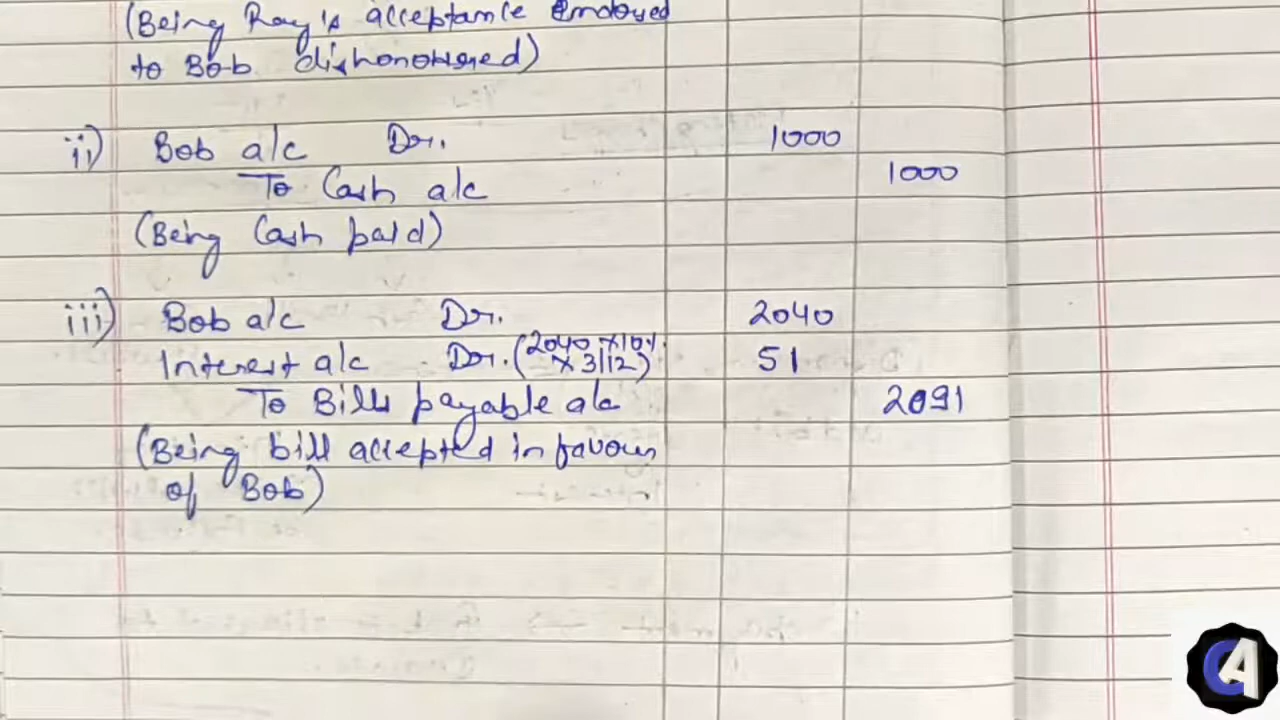 (Being Ray's acceptance endorsed
to Bob dishonoured)
ii) Bob a/c Dr. 1000
To Cash a/c 1000
(Being Cash paid)
iii) Bob a/c Dr. 2040
Interest a/c Dr. (2040 x 10% x 3/12) 51
To Bills payable a/c 2091
(Being bill accepted in favour
of Bob)
CA